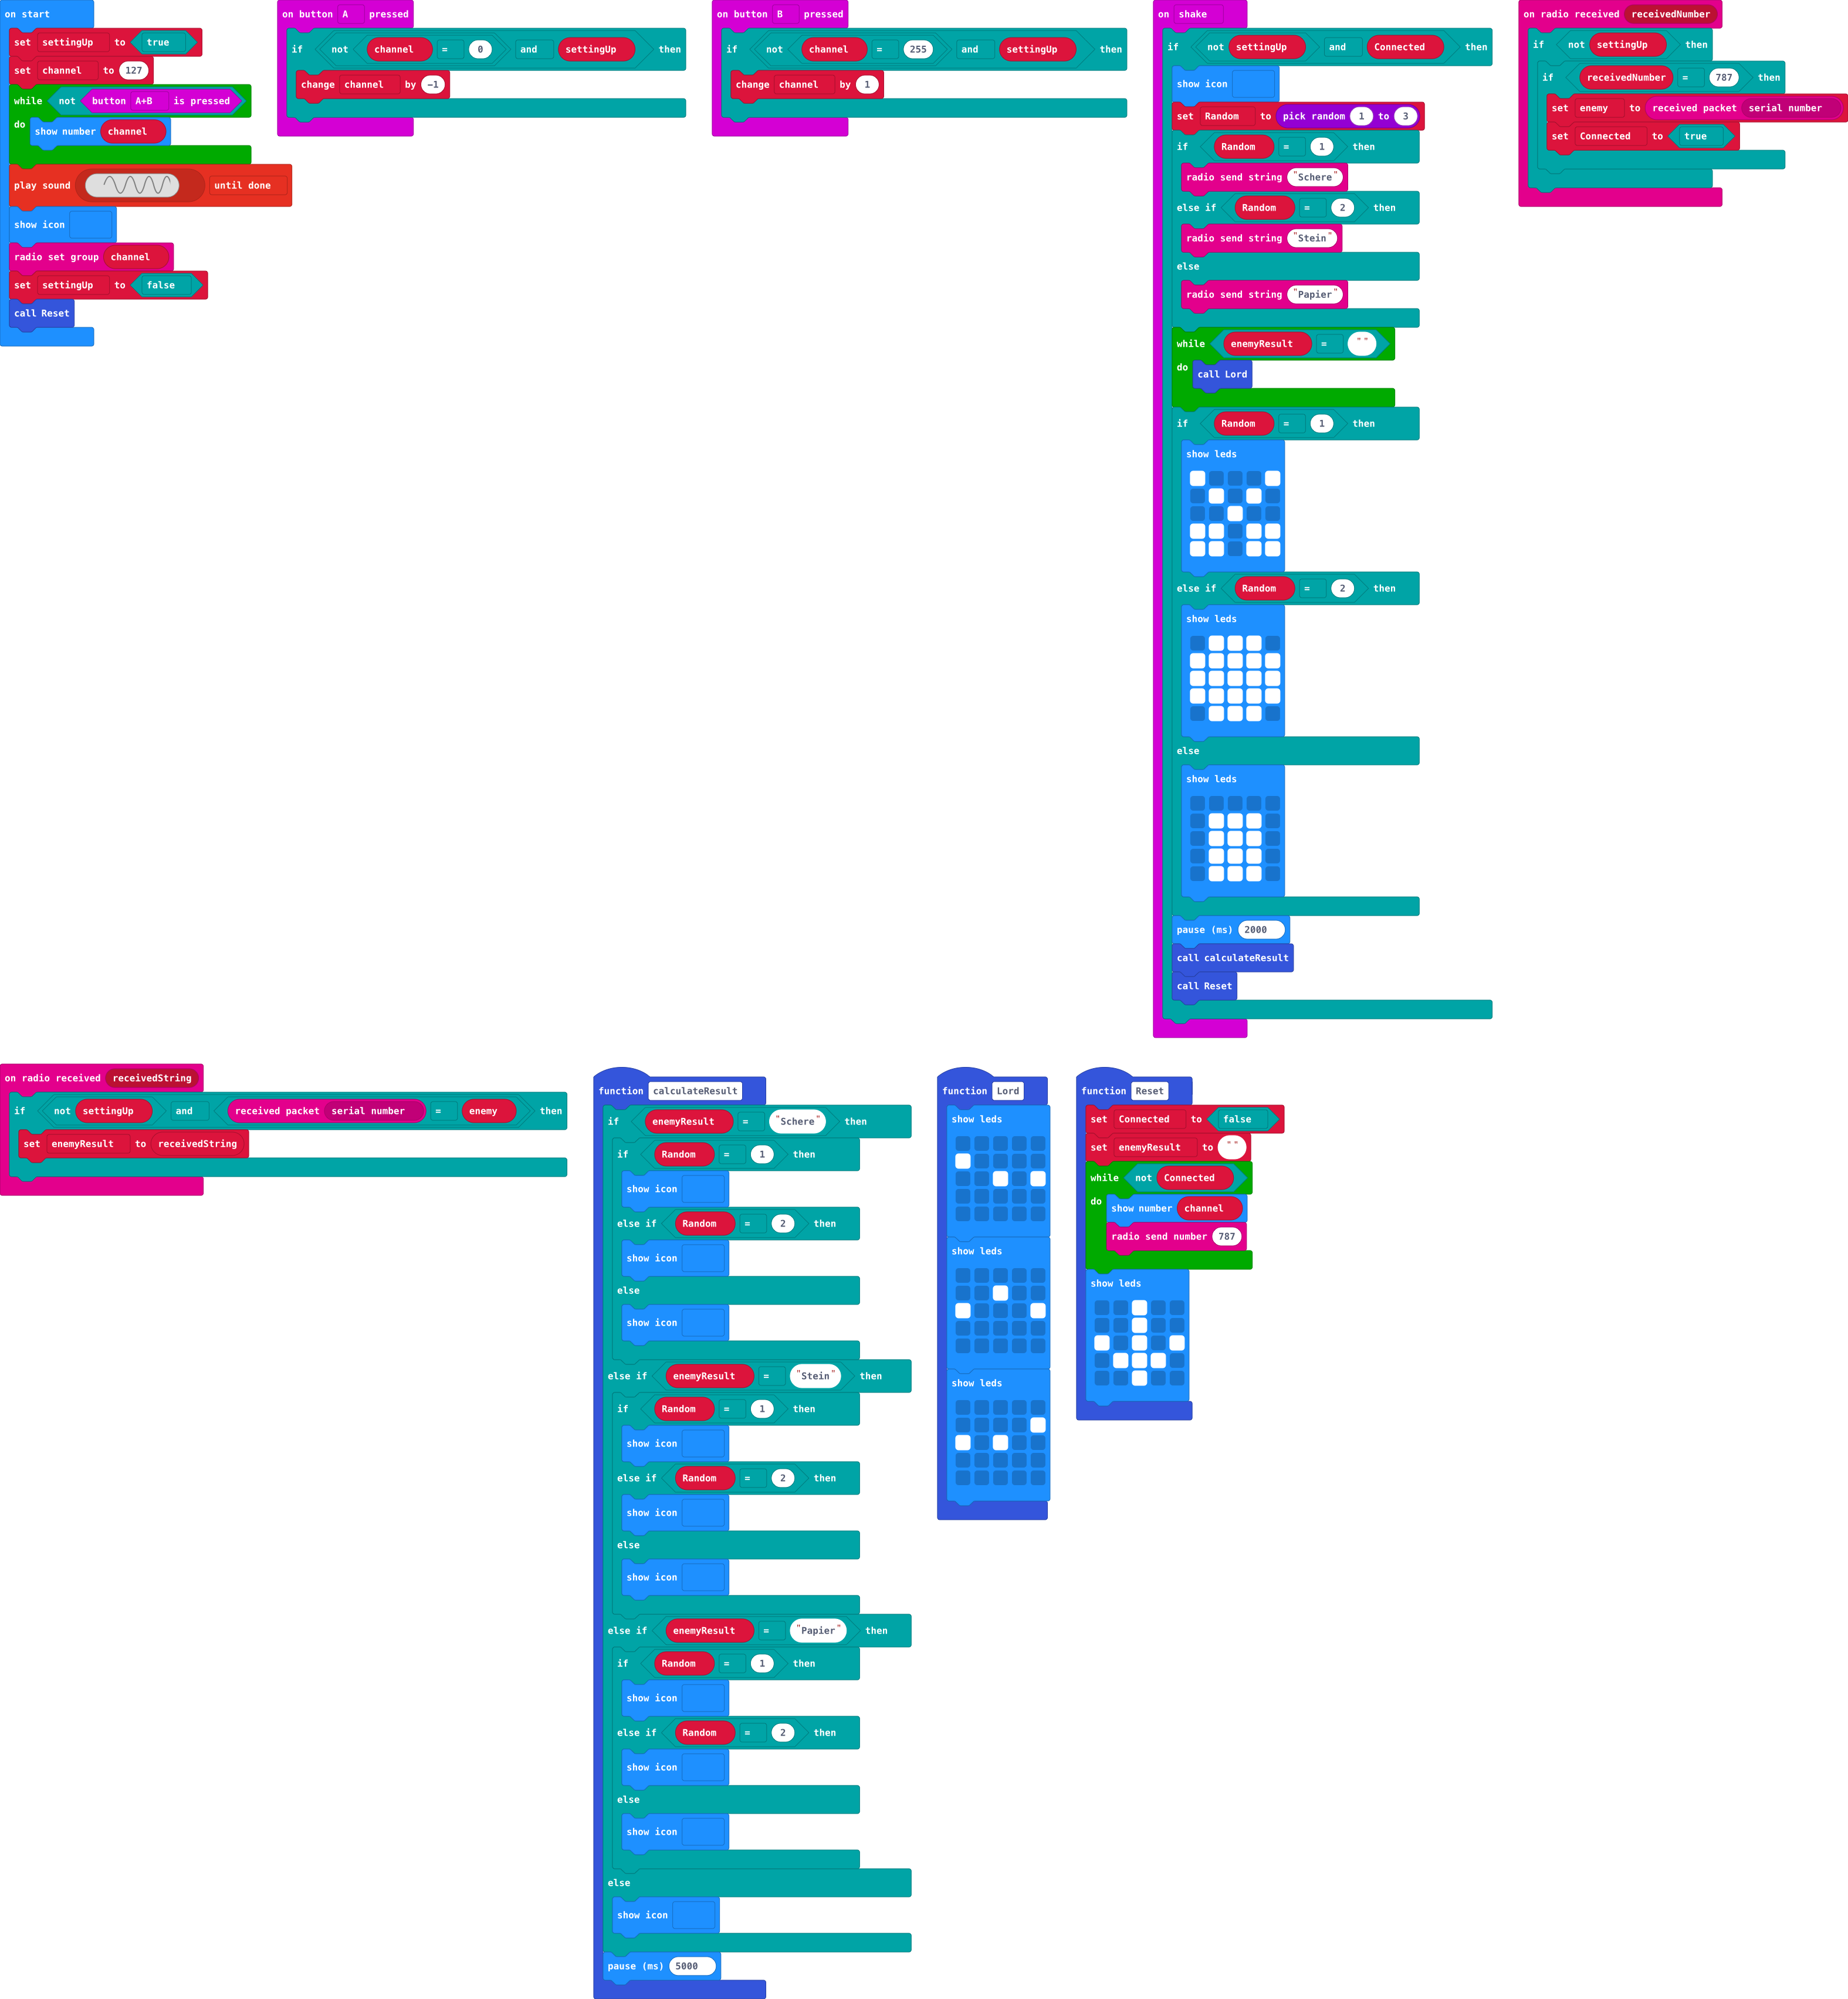 on start
set settingUp to true
set channel to 127
while not button A+B is pressed
do show number channel
play sound until done
show icon
radio set group channel
set settingUp to false
call Reset
on button A pressed
if not channel = 0 and settingUp then
change channel by -1
on button B pressed
if not channel = 255 and settingUp then
change channel by 1
on shake
if not settingUp and Connected then
show icon
set Random to pick random 1 to 3
if Random = 1 then
radio send string "Schere"
else if Random = 2 then
radio send string "Stein"
else
radio send string "Papier"
while enemyResult = ""
do call Lord
if Random = 1 then
show leds
else if Random = 2 then
show leds
else
show leds
pause (ms) 2000
call calculateResult
call Reset
on radio received receivedNumber
if not settingUp then
if receivedNumber = 787 then
set enemy to received packet serial number
set Connected to true
on radio received receivedString
if not settingUp and received packet serial number = enemy then
set enemyResult to receivedString
function calculateResult
if enemyResult = "Schere" then
if Random = 1 then
show icon
else if Random = 2 then
show icon
else
show icon
else if enemyResult = "Stein" then
if Random = 1 then
show icon
else if Random = 2 then
show icon
else
show icon
else if enemyResult = "Papier" then
if Random = 1 then
show icon
else if Random = 2 then
show icon
else
show icon
else
show icon
pause (ms) 5000
function Lord
show leds
show leds
show leds
function Reset
set Connected to false
set enemyResult to ""
while not Connected
do show number channel
radio send number 787
show leds